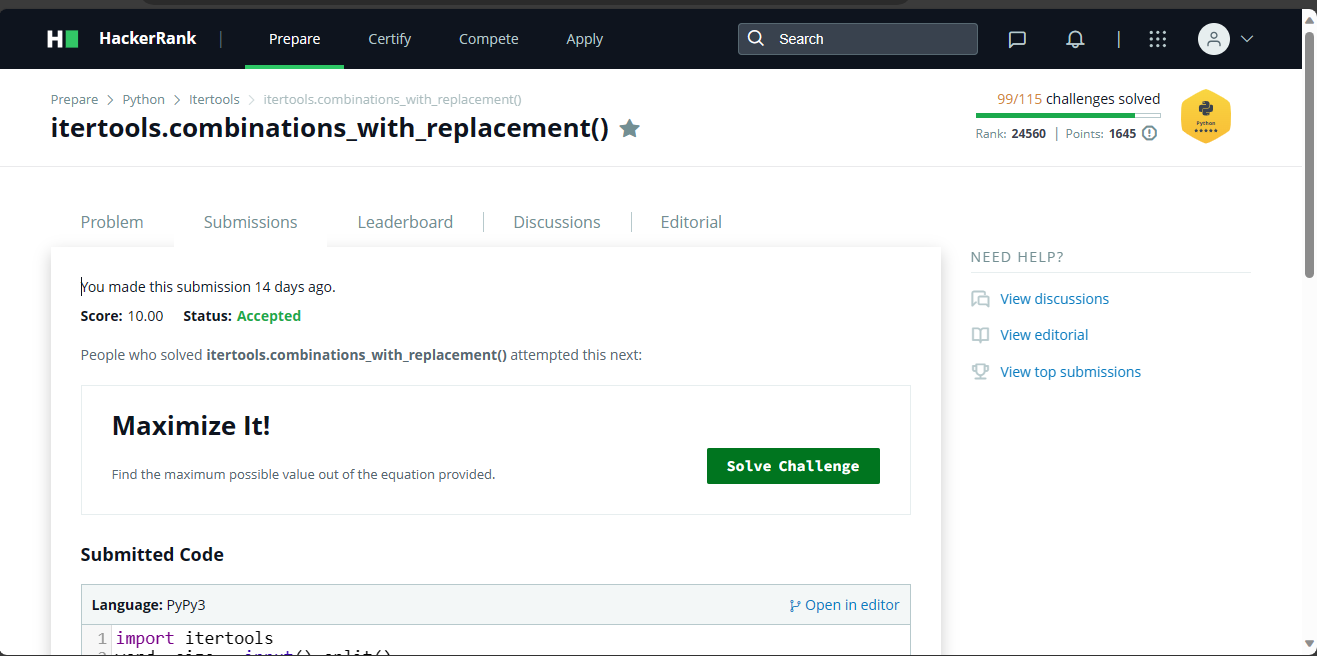 HackerRank | Prepare Certify Compete Apply Search |
Prepare > Python > Itertools > itertools.combinations_with_replacement()
itertools.combinations_with_replacement()
99/115 challenges solved
Rank: 24560 | Points: 1645
Python
Problem Submissions Leaderboard Discussions Editorial
You made this submission 14 days ago.
Score: 10.00 Status: Accepted
People who solved itertools.combinations_with_replacement() attempted this next:
Maximize It!
Find the maximum possible value out of the equation provided.
Solve Challenge
Submitted Code
Language: PyPy3 Open in editor
1 import itertools
NEED HELP?
View discussions
View editorial
View top submissions